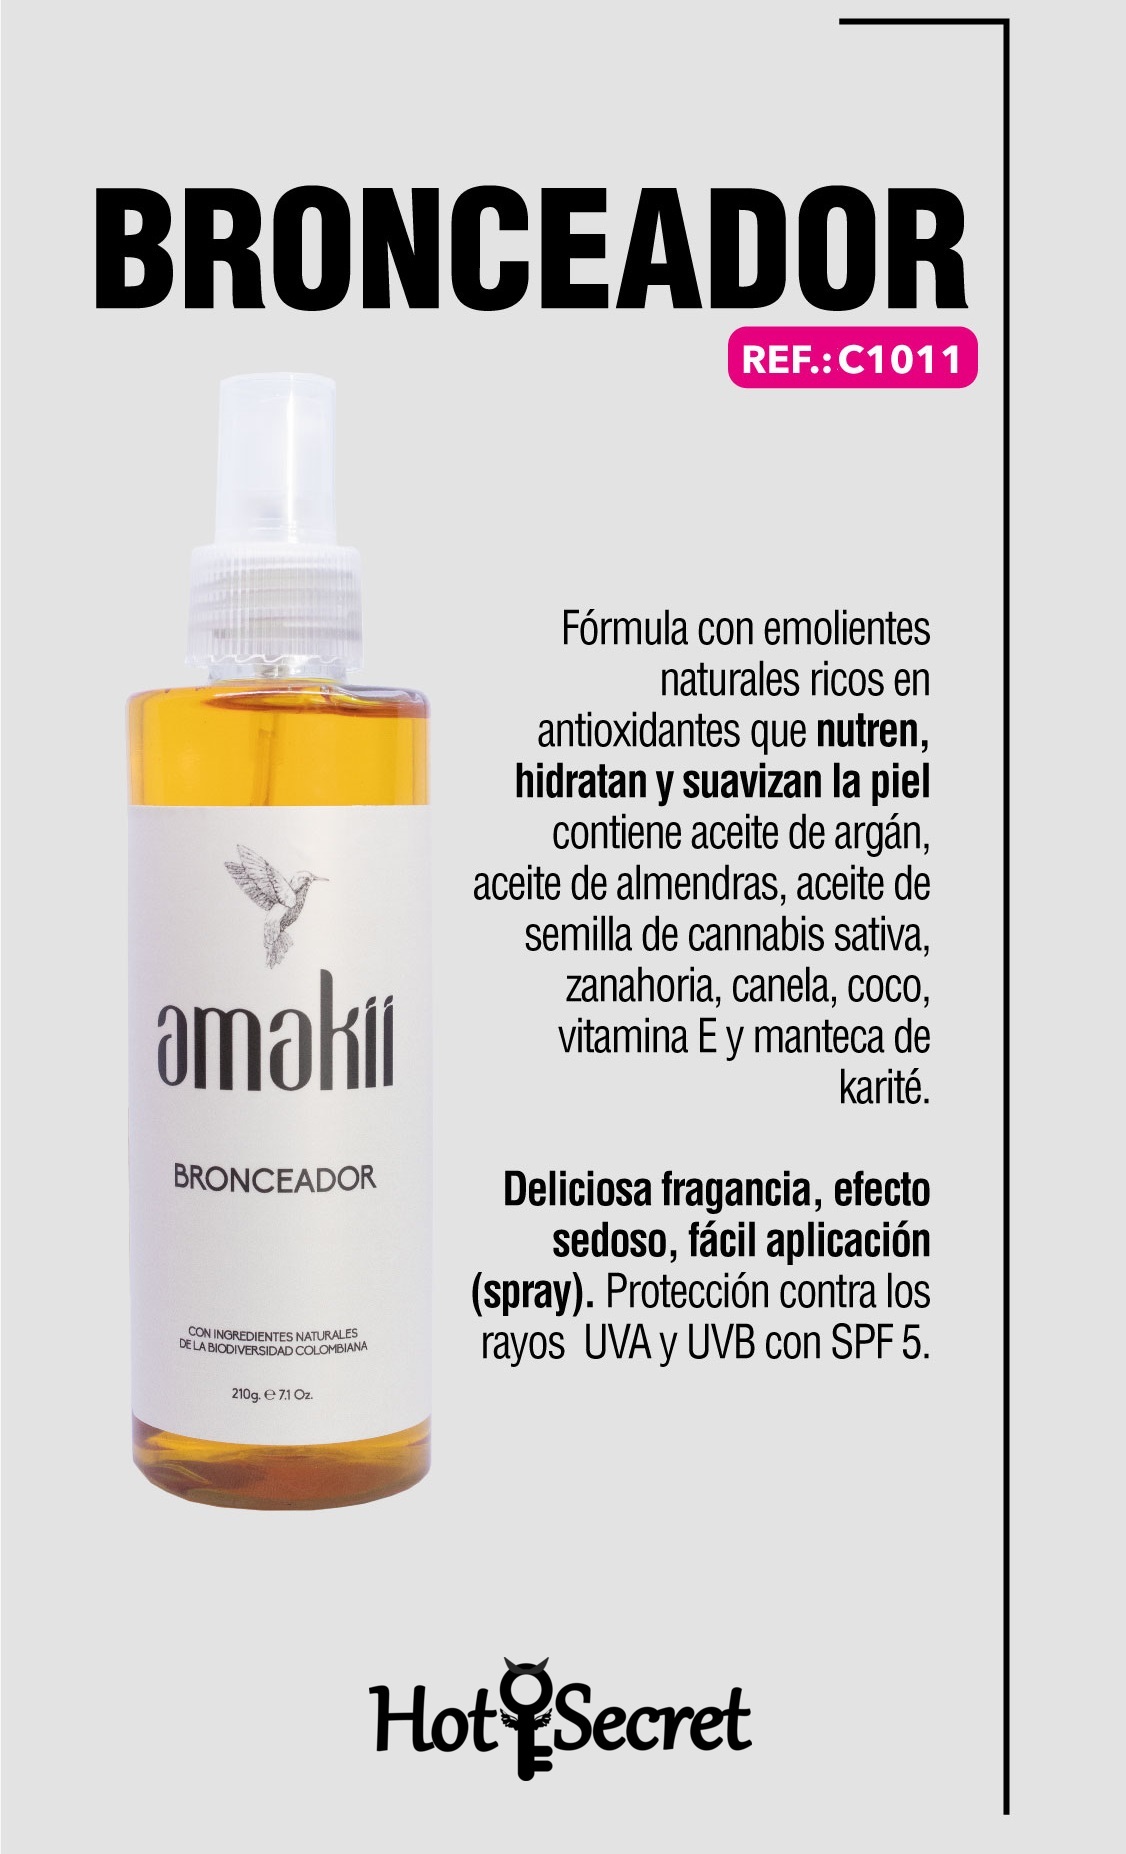 BRONCEADOR
REF.: C1011
Fórmula con emolientes
naturales ricos en
antioxidantes que nutren,
hidratan y suavizan la piel
contiene aceite de argán,
aceite de almendras, aceite de
semilla de cannabis sativa,
zanahoria, canela, coco,
vitamina E y manteca de
karité.
Deliciosa fragancia, efecto
sedoso, fácil aplicación
(spray). Protección contra los
rayos UVA y UVB con SPF 5.
amakii
BRONCEADOR
CON INGREDIENTES NATURALES
DE LA BIODIVERSIDAD COLOMBIANA
210g. ℮ 7.1 Oz.
Hot Secret